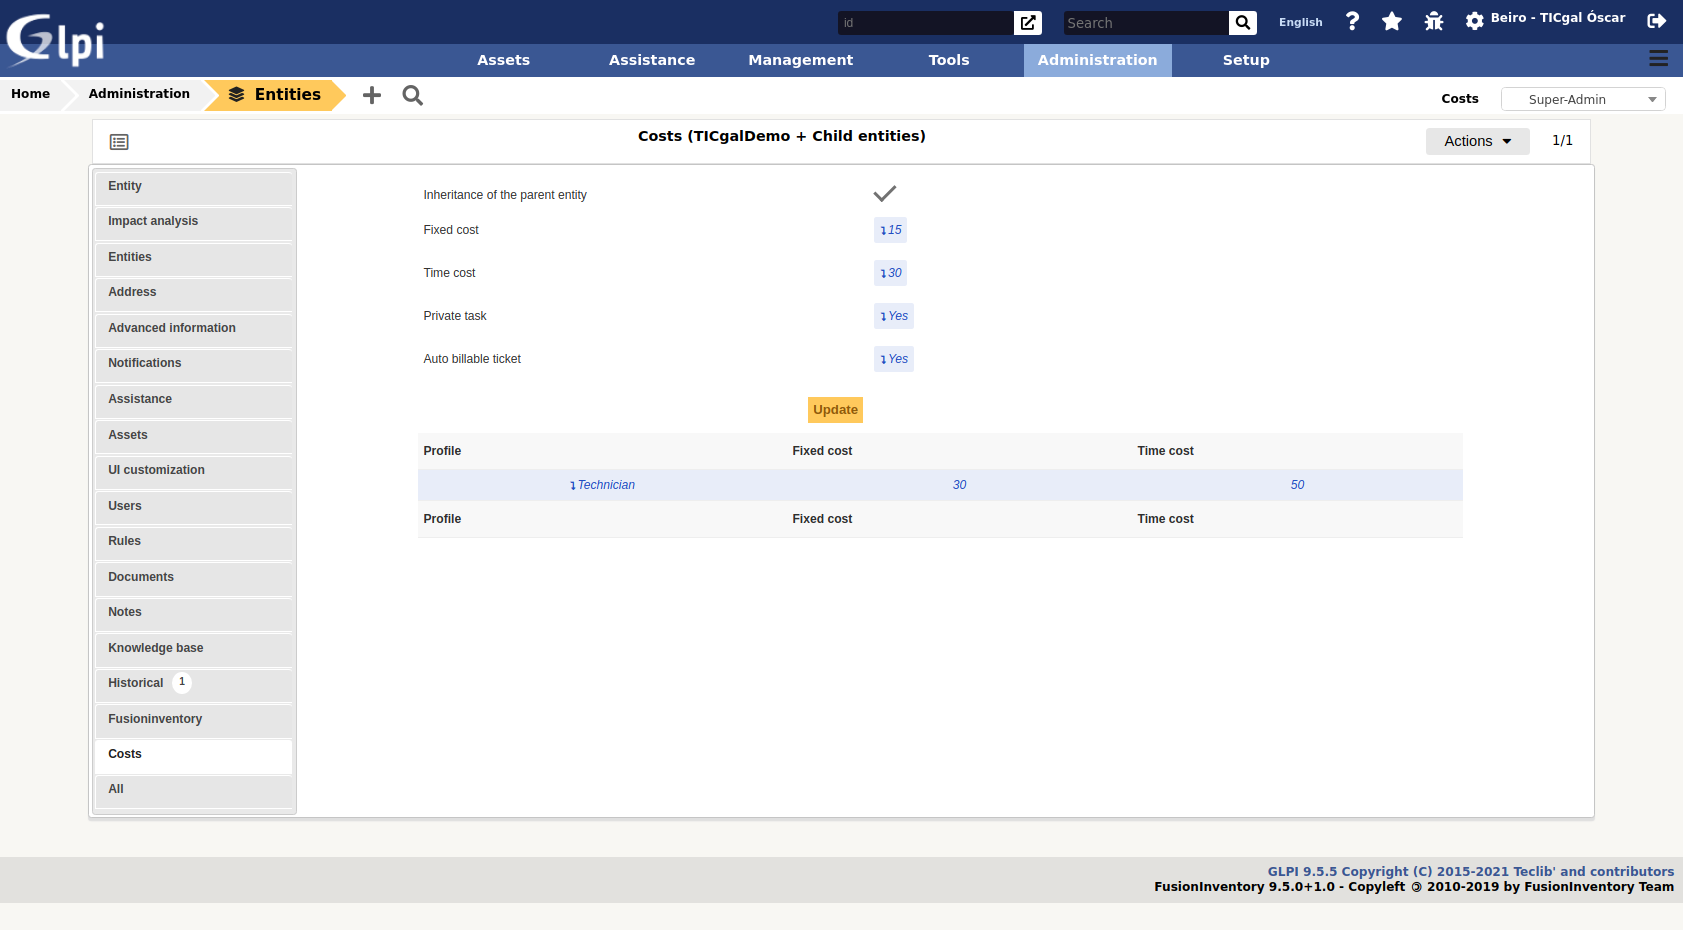 Glpi
id
Search
English
Beiro - TICgal Óscar
Assets
Assistance
Management
Tools
Administration
Setup
Home
Administration
Entities
Costs
Super-Admin
Costs (TICgalDemo + Child entities)
Actions
1/1
Entity
Impact analysis
Entities
Address
Advanced information
Notifications
Assistance
Assets
UI customization
Users
Rules
Documents
Notes
Knowledge base
Historical 1
Fusioninventory
Costs
All
Inheritance of the parent entity
Fixed cost 15
Time cost 30
Private task Yes
Auto billable ticket Yes
Update
Profile Fixed cost Time cost
Technician 30 50
Profile Fixed cost Time cost
GLPI 9.5.5 Copyright (C) 2015-2021 Teclib' and contributors
FusionInventory 9.5.0+1.0 - Copyleft 🄯 2010-2019 by FusionInventory Team